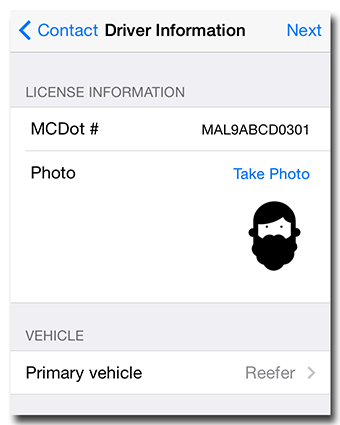 Contact Driver Information Next
LICENSE INFORMATION
MCDot # MAL9ABCD0301
Photo Take Photo
VEHICLE
Primary vehicle Reefer